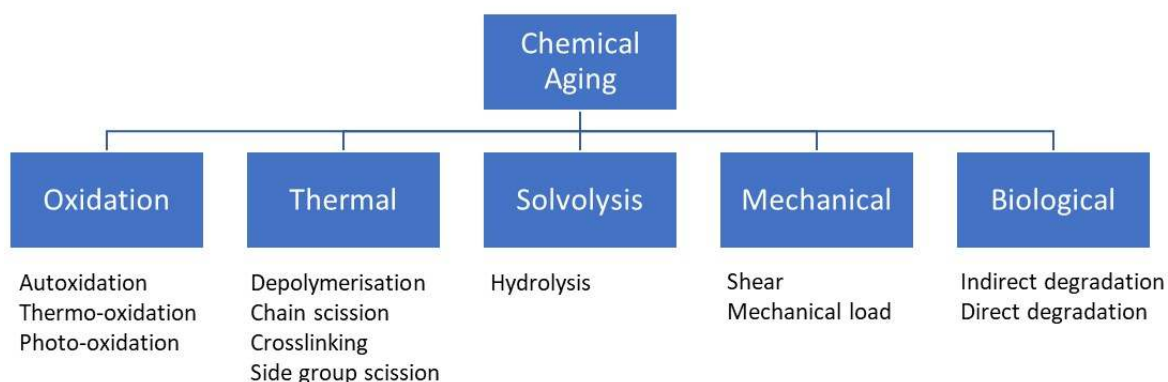 Chemical
Aging
Oxidation
Autoxidation
Thermo-oxidation
Photo-oxidation
Thermal
Depolymerisation
Chain scission
Crosslinking
Side group scission
Solvolysis
Hydrolysis
Mechanical
Shear
Mechanical load
Biological
Indirect degradation
Direct degradation